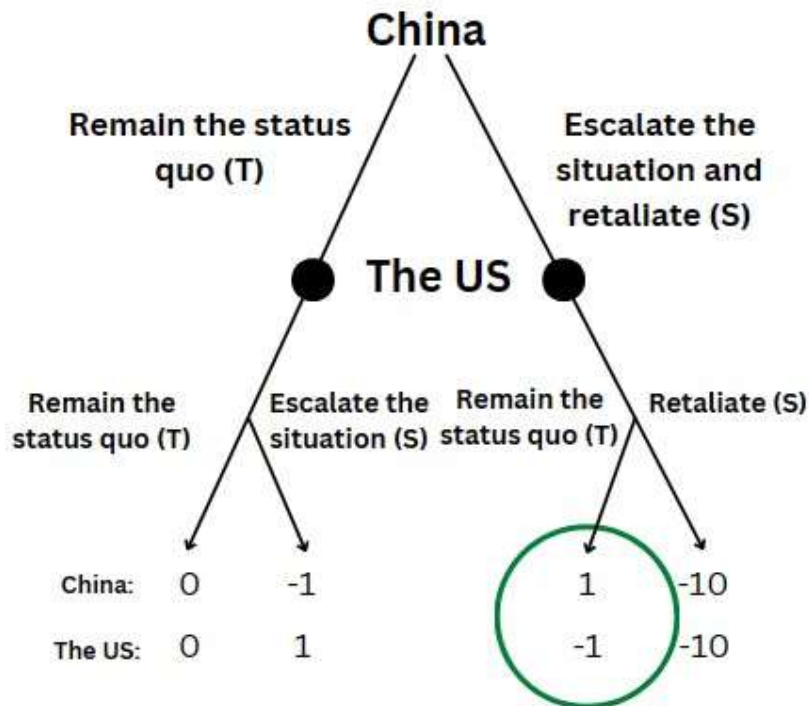 China
Remain the status
quo (T)
Escalate the
situation and
retaliate (S)
The US
Remain the
status quo (T)
Escalate the
situation (S)
Remain the
status quo (T)
Retaliate (S)
China: 0 -1 1 -10
The US: 0 1 -1 -10